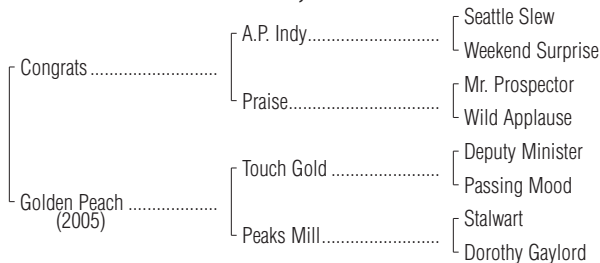 Seattle Slew
A.P. Indy
Weekend Surprise
Congrats
Mr. Prospector
Praise
Wild Applause
Deputy Minister
Touch Gold
Passing Mood
Golden Peach
(2005)
Stalwart
Peaks Mill
Dorothy Gaylord